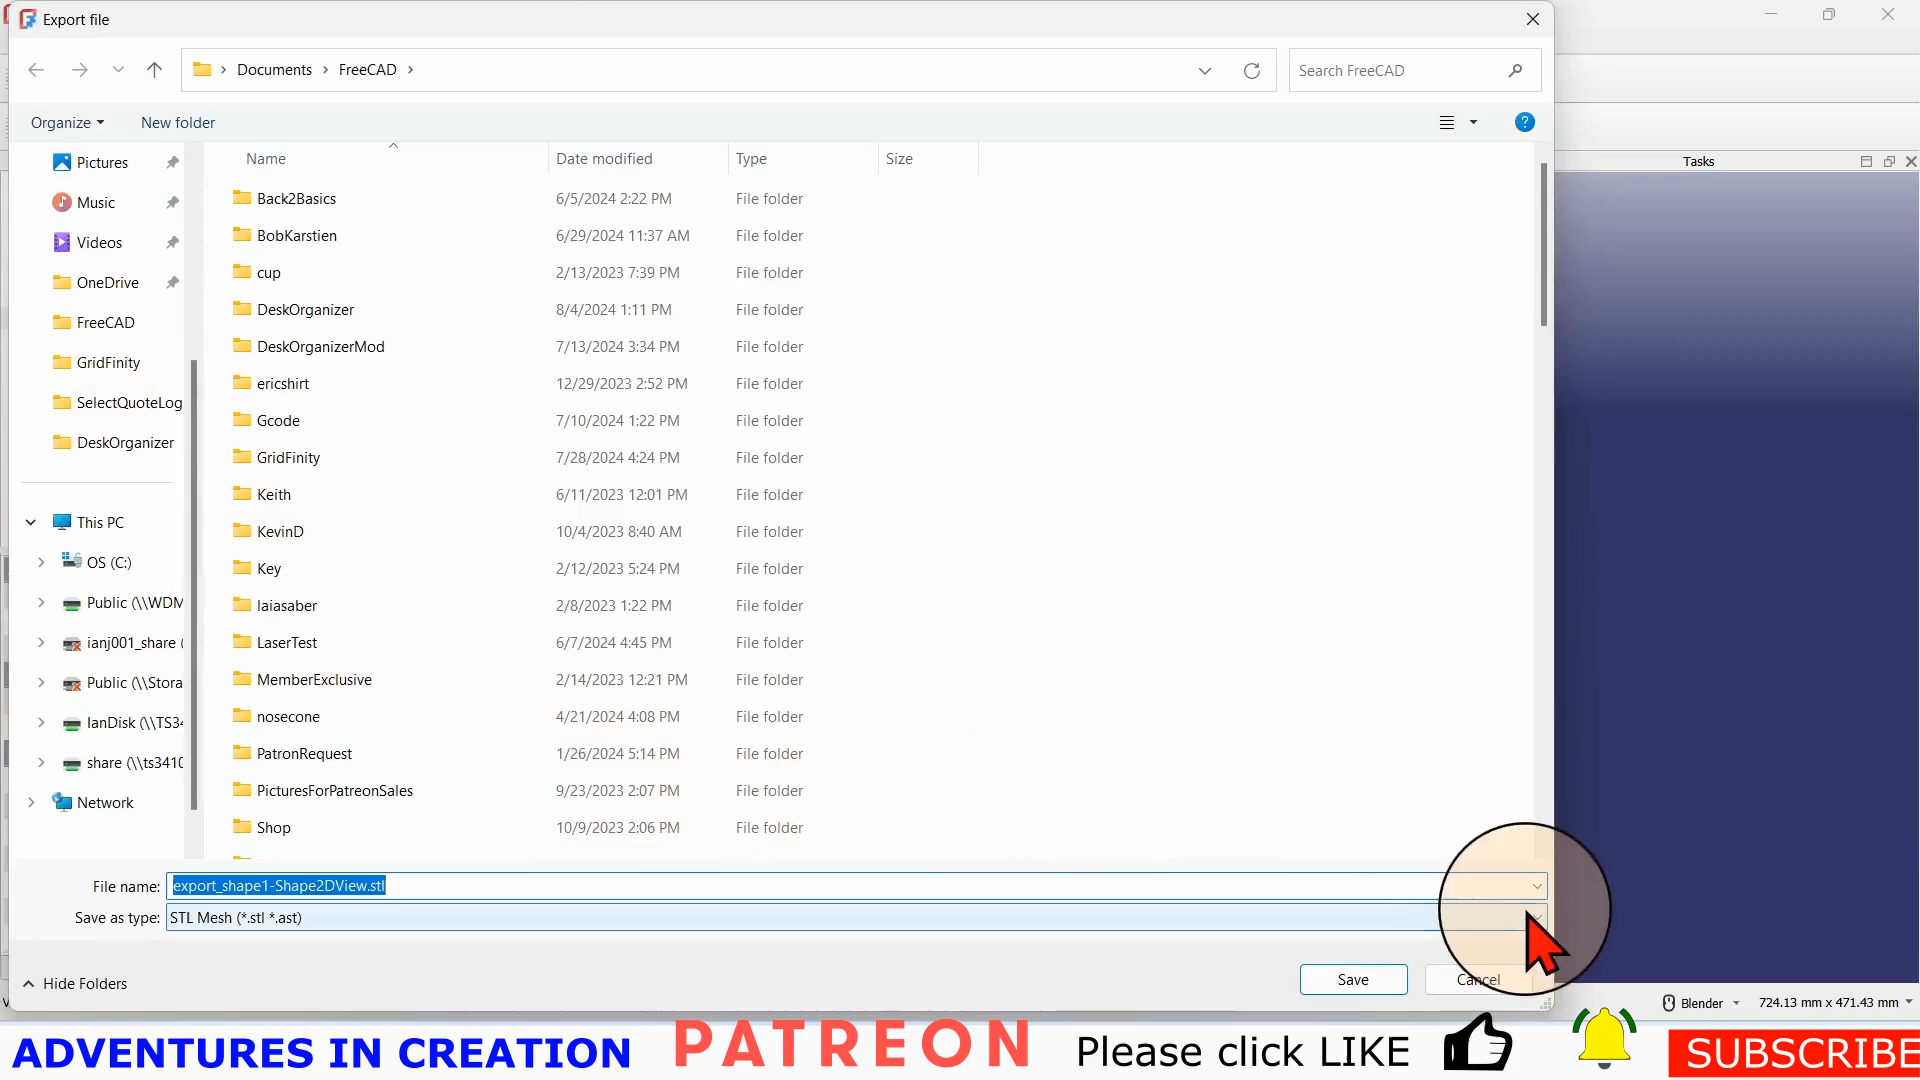 Export file
Documents > FreeCAD >
Search FreeCAD
Organize
New folder
Name
Date modified
Type
Size
Tasks
Pictures
Music
Videos
OneDrive
FreeCAD
GridFinity
SelectQuoteLog
DeskOrganizer
This PC
OS (C:)
Public (\\WDM
ianj001_share (
Public (\\Stora
IanDisk (\\TS34
share (\\ts3410
Network
Back2Basics 6/5/2024 2:22 PM File folder
BobKarstien 6/29/2024 11:37 AM File folder
cup 2/13/2023 7:39 PM File folder
DeskOrganizer 8/4/2024 1:11 PM File folder
DeskOrganizerMod 7/13/2024 3:34 PM File folder
ericshirt 12/29/2023 2:52 PM File folder
Gcode 7/10/2024 1:22 PM File folder
GridFinity 7/28/2024 4:24 PM File folder
Keith 6/11/2023 12:01 PM File folder
KevinD 10/4/2023 8:40 AM File folder
Key 2/12/2023 5:24 PM File folder
laiasaber 2/8/2023 1:22 PM File folder
LaserTest 6/7/2024 4:45 PM File folder
MemberExclusive 2/14/2023 12:21 PM File folder
nosecone 4/21/2024 4:08 PM File folder
PatronRequest 1/26/2024 5:14 PM File folder
PicturesForPatreonSales 9/23/2023 2:07 PM File folder
Shop 10/9/2023 2:06 PM File folder
File name: export_shape1-Shape2DView.stl
Save as type: STL Mesh (*.stl *.ast)
Hide Folders
Save
Cancel
Blender
724.13 mm x 471.43 mm
ADVENTURES IN CREATION
PATREON
Please click LIKE
SUBSCRIBE